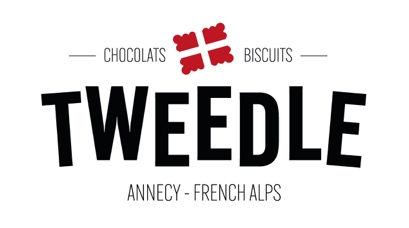 CHOCOLATS BISCUITS
TWEEDLE
ANNECY - FRENCH ALPS